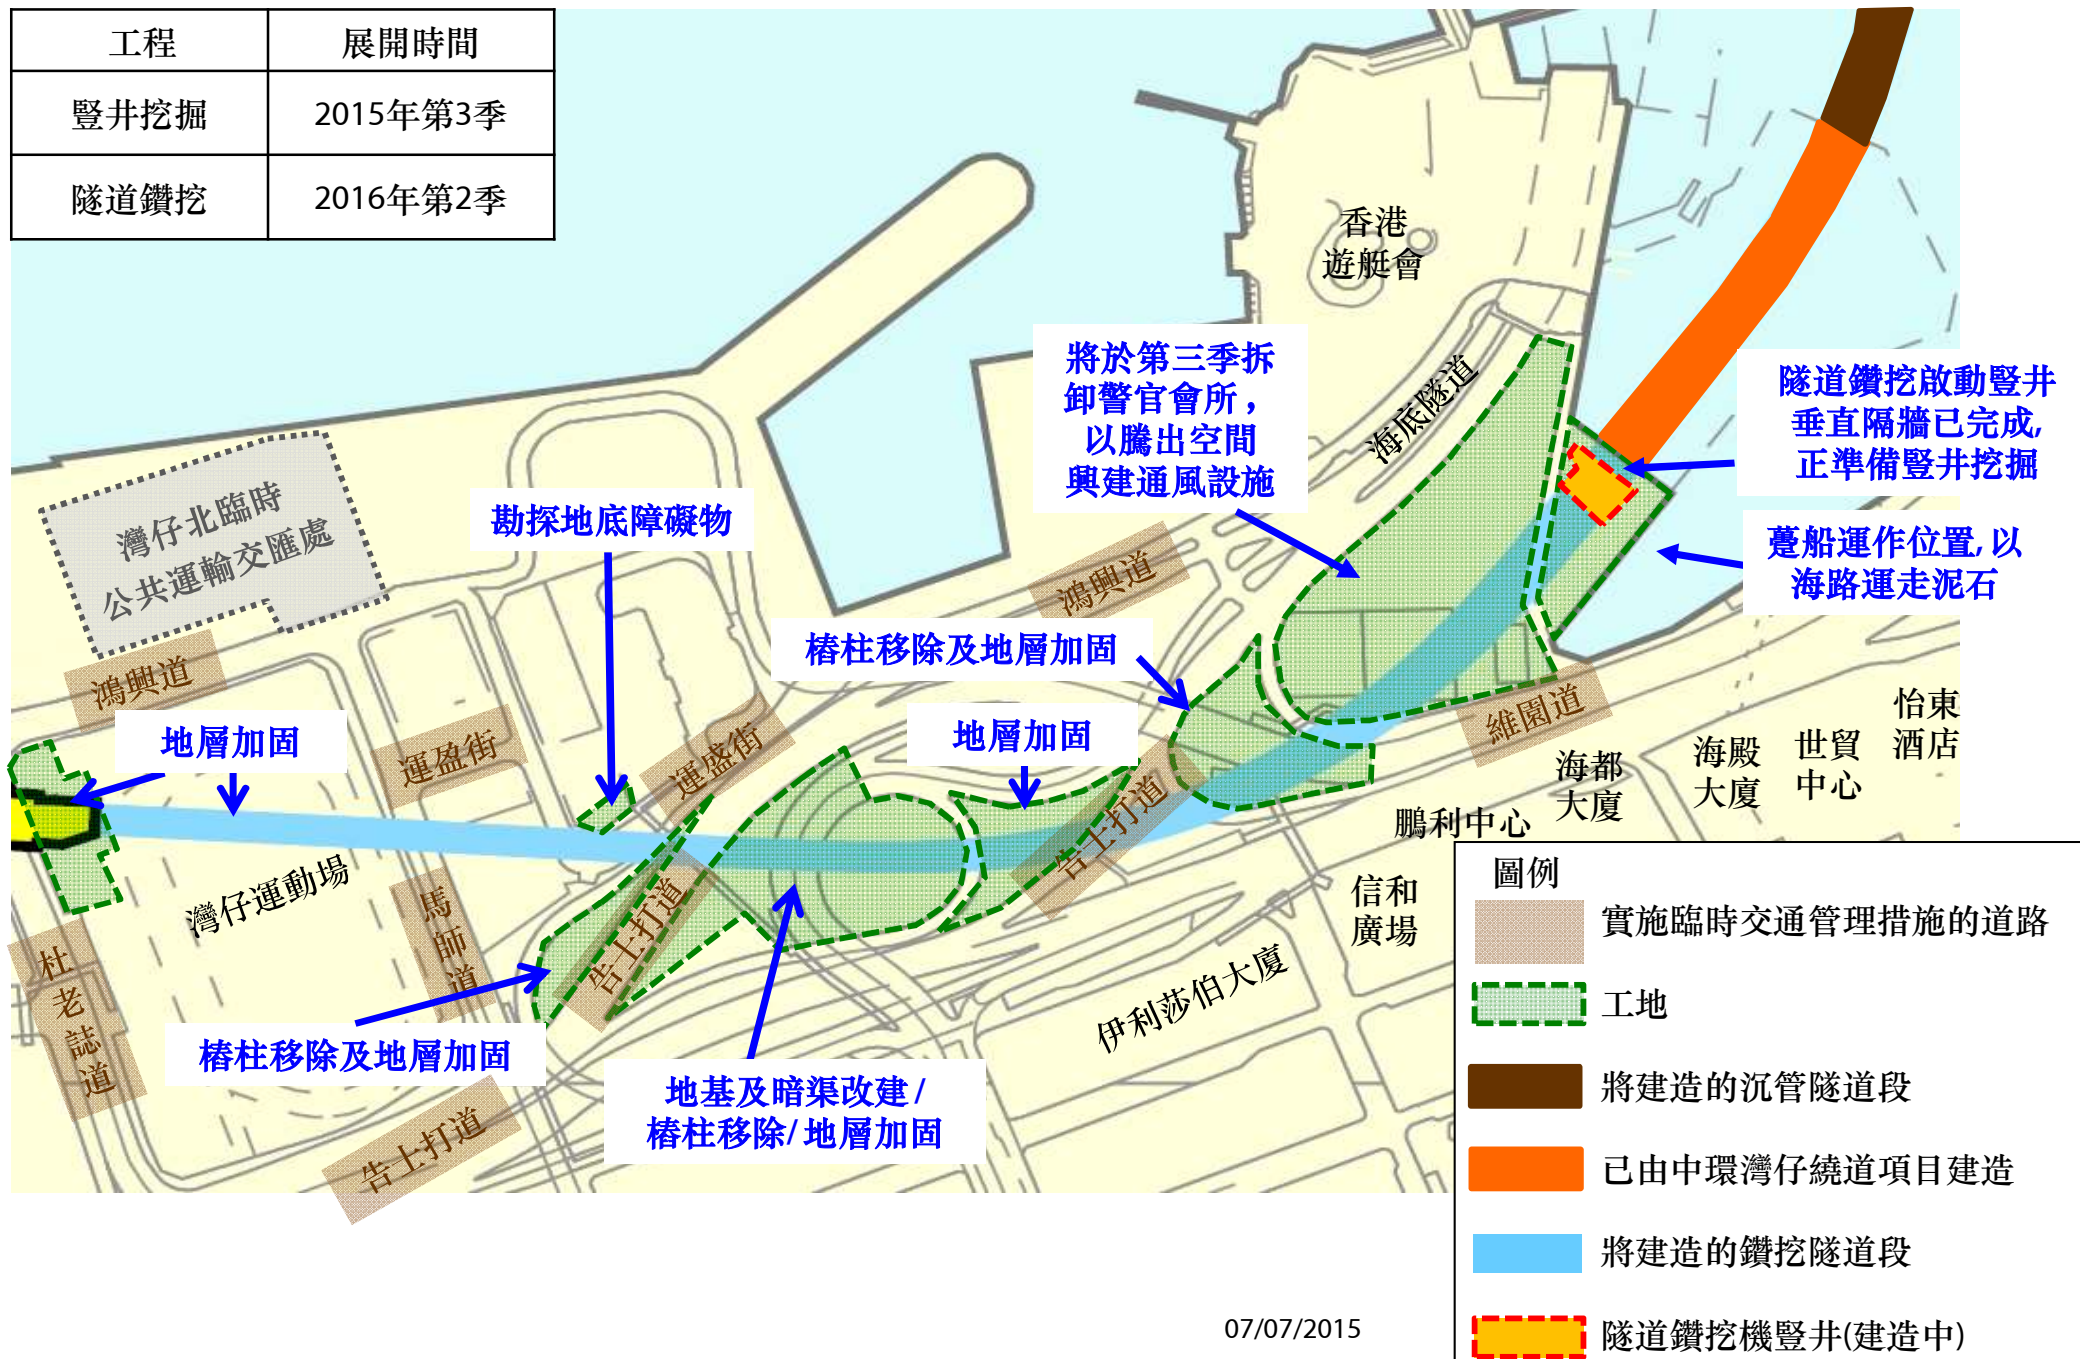 工程 展開時間
豎井挖掘 2015年第3季
隧道鑽挖 2016年第2季
香港
遊艇會
將於第三季拆
卸警官會所，
以騰出空間
興建通風設施
海底隧道
隧道鑽挖啟動豎井
垂直隔牆已完成,
正準備豎井挖掘
躉船運作位置, 以
海路運走泥石
灣仔北臨時
公共運輸交匯處
勘探地底障礙物
鴻興道
樁柱移除及地層加固
鴻興道
地層加固
運盈街
運盛街
地層加固
維園道
怡東
酒店
世貿
中心
海殿
大廈
海都
大廈
鵬利中心
告士打道
信和
廣場
灣仔運動場
馬師道
告士打道
杜老誌道
伊利莎伯大廈
樁柱移除及地層加固
地基及暗渠改建/
樁柱移除/地層加固
告士打道
圖例
實施臨時交通管理措施的道路
工地
將建造的沉管隧道段
已由中環灣仔繞道項目建造
將建造的鑽挖隧道段
隧道鑽挖機豎井(建造中)
07/07/2015